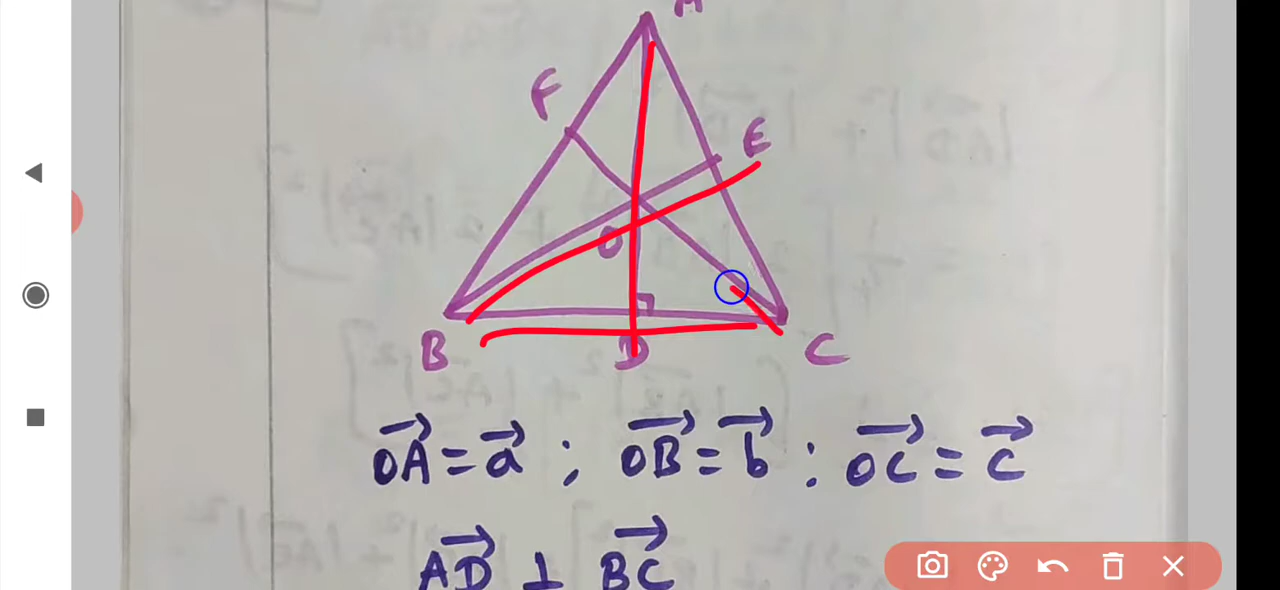 A
F
E
O
B D C
→OA = →a ; →OB = →b : →OC = →c
→AD ⊥ →BC